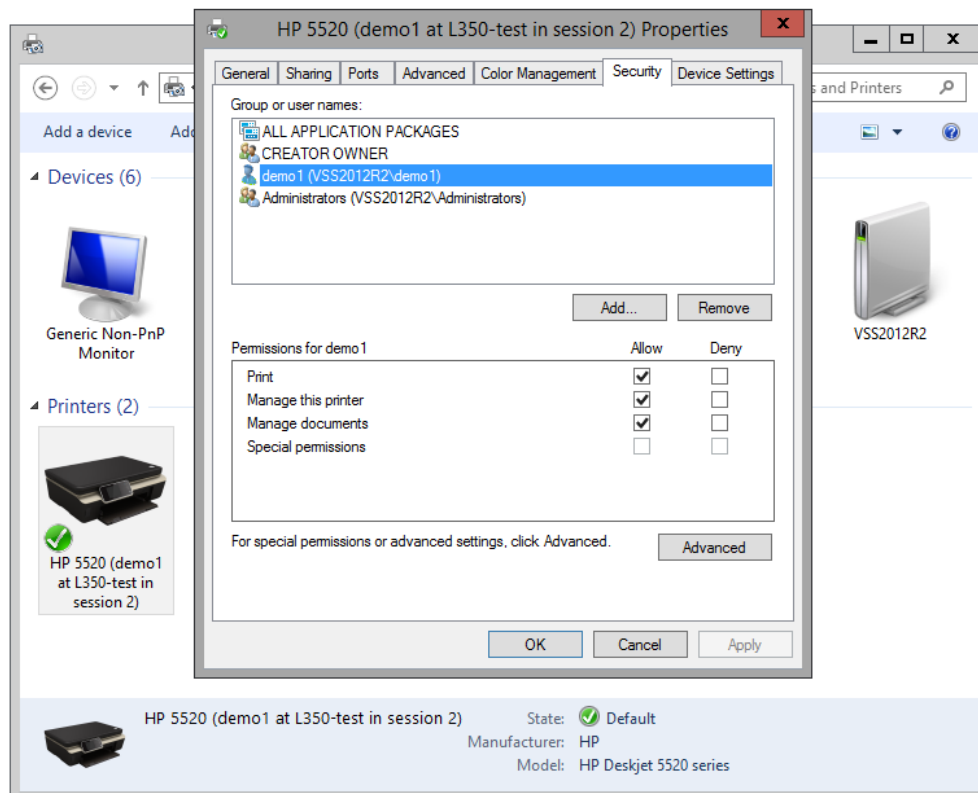 HP 5520 (demo1 at L350-test in session 2) Properties
x
x
General Sharing Ports Advanced Color Management Security Device Settings
s and Printers
Add a device Add
Group or user names:
ALL APPLICATION PACKAGES
CREATOR OWNER
demo1 (VSS2012R2\demo1)
Administrators (VSS2012R2\Administrators)
Devices (6)
Add... Remove
Generic Non-PnP
Monitor
VSS2012R2
Permissions for demo1 Allow Deny
Print
Manage this printer
Manage documents
Special permissions
Printers (2)
For special permissions or advanced settings, click Advanced.
Advanced
HP 5520 (demo1
at L350-test in
session 2)
OK Cancel Apply
HP 5520 (demo1 at L350-test in session 2) State: Default
Manufacturer: HP
Model: HP Deskjet 5520 series